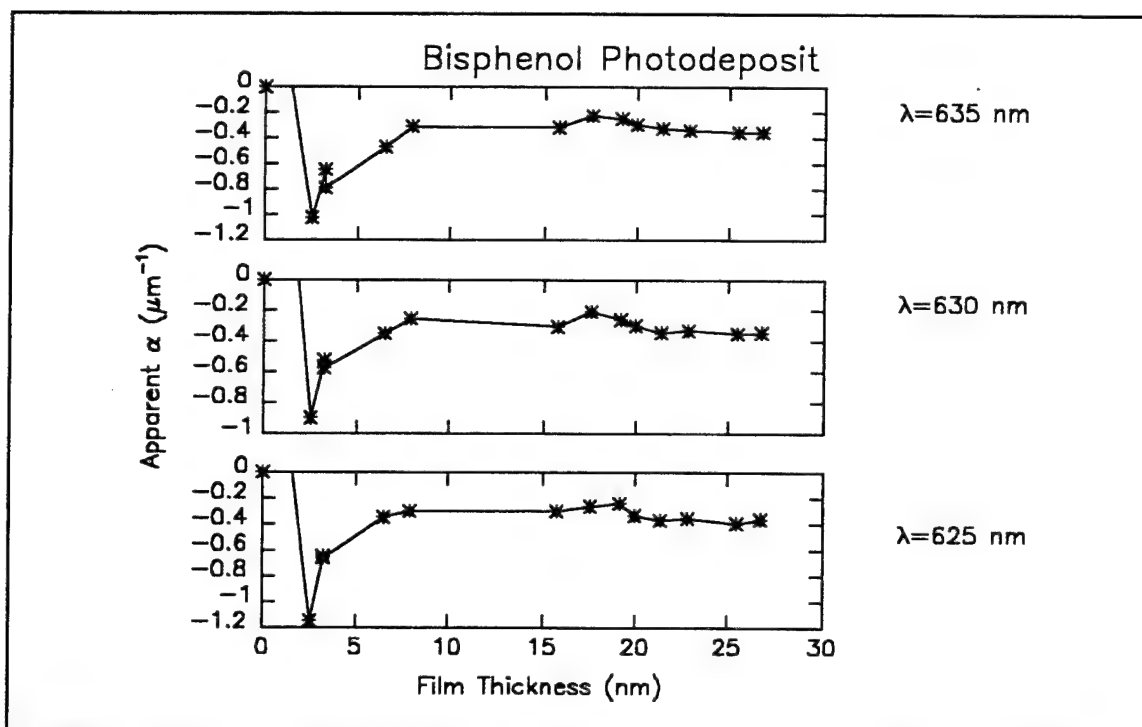 Bisphenol Photodeposit
0
−0.2
−0.4
−0.6
−0.8
−1
−1.2
λ=635 nm
0
−0.2
−0.4
−0.6
−0.8
−1
λ=630 nm
Apparent α (μm⁻¹)
0
−0.2
−0.4
−0.6
−0.8
−1
−1.2
λ=625 nm
0 5 10 15 20 25 30
Film Thickness (nm)